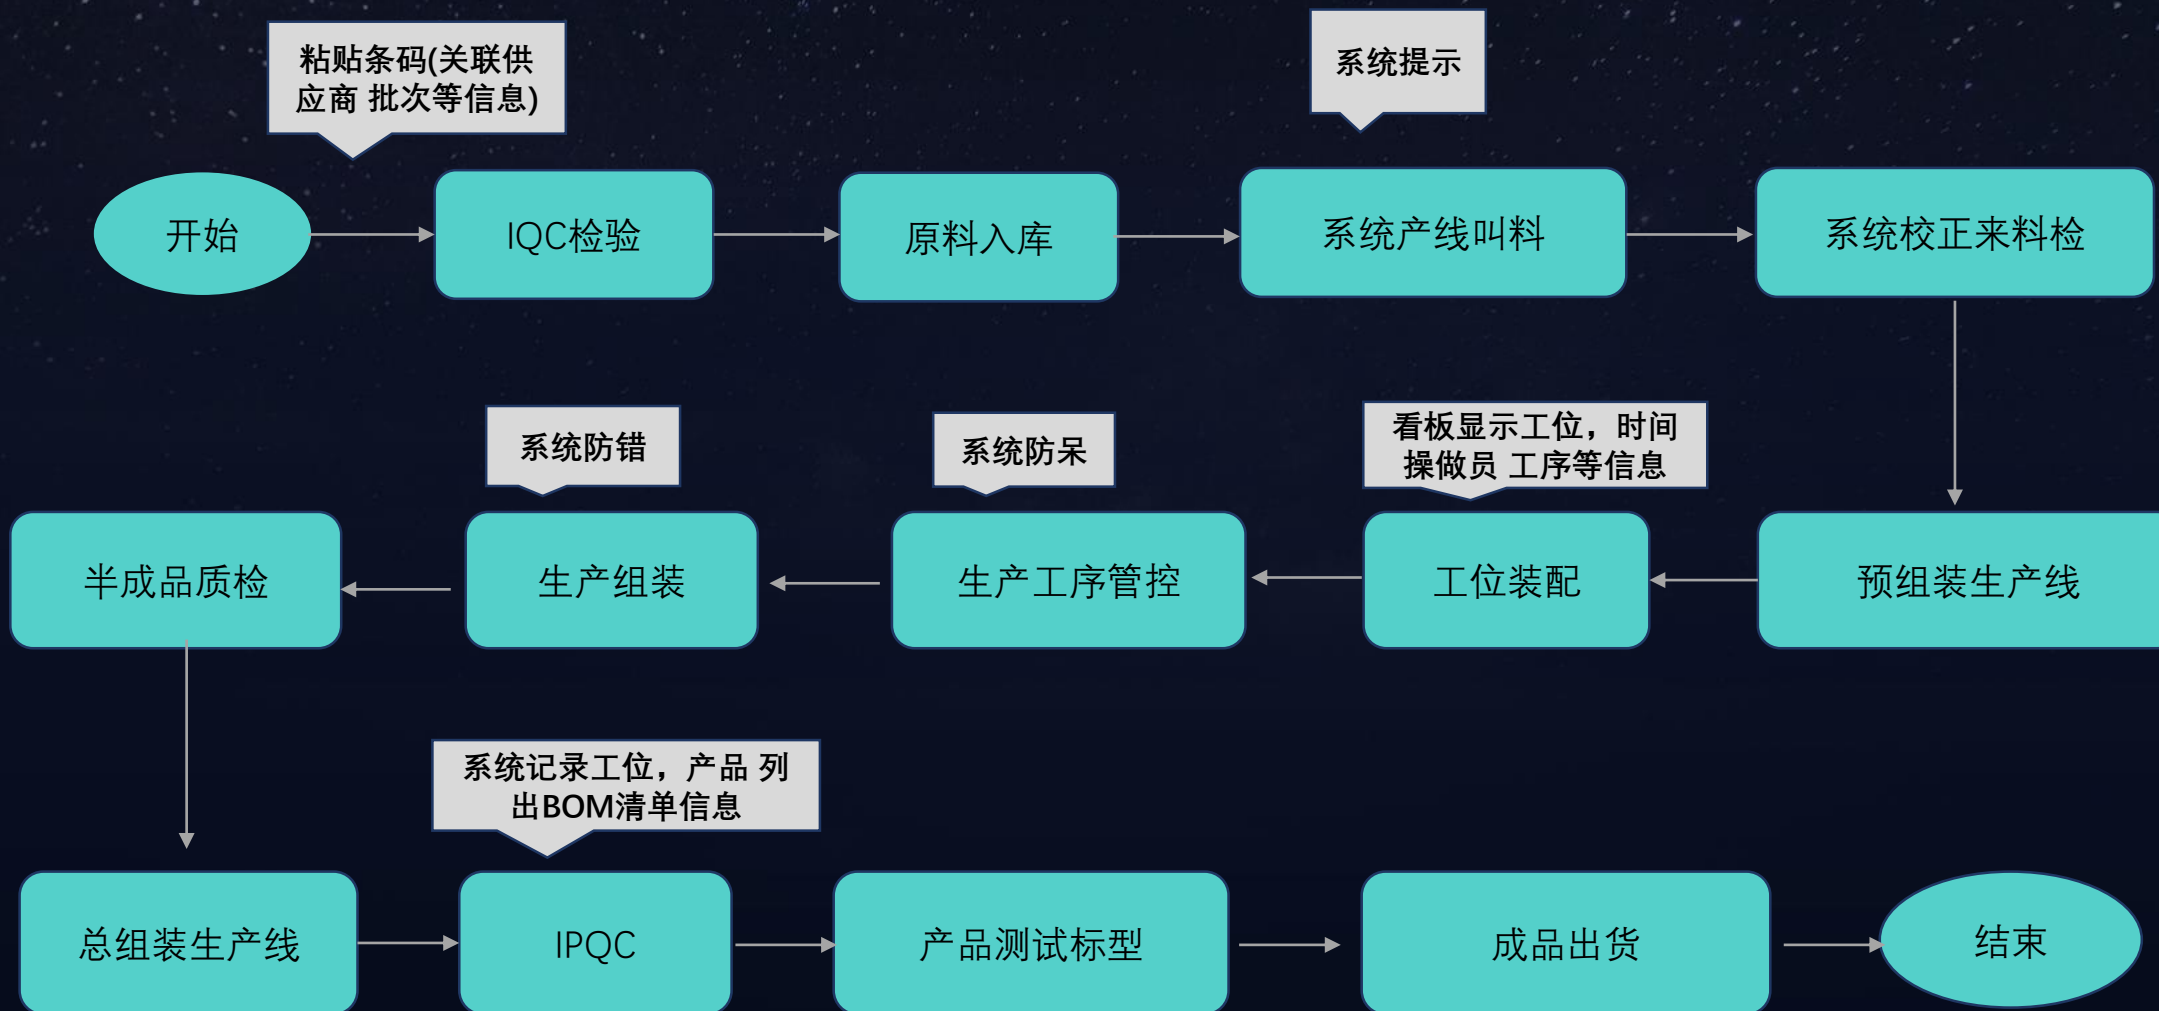 粘贴条码(关联供
应商 批次等信息)
系统提示
开始
IQC检验
原料入库
系统产线叫料
系统校正来料检
系统防错
系统防呆
看板显示工位，时间
操做员 工序等信息
半成品质检
生产组装
生产工序管控
工位装配
预组装生产线
系统记录工位，产品 列
出BOM清单信息
总组装生产线
IPQC
产品测试标型
成品出货
结束